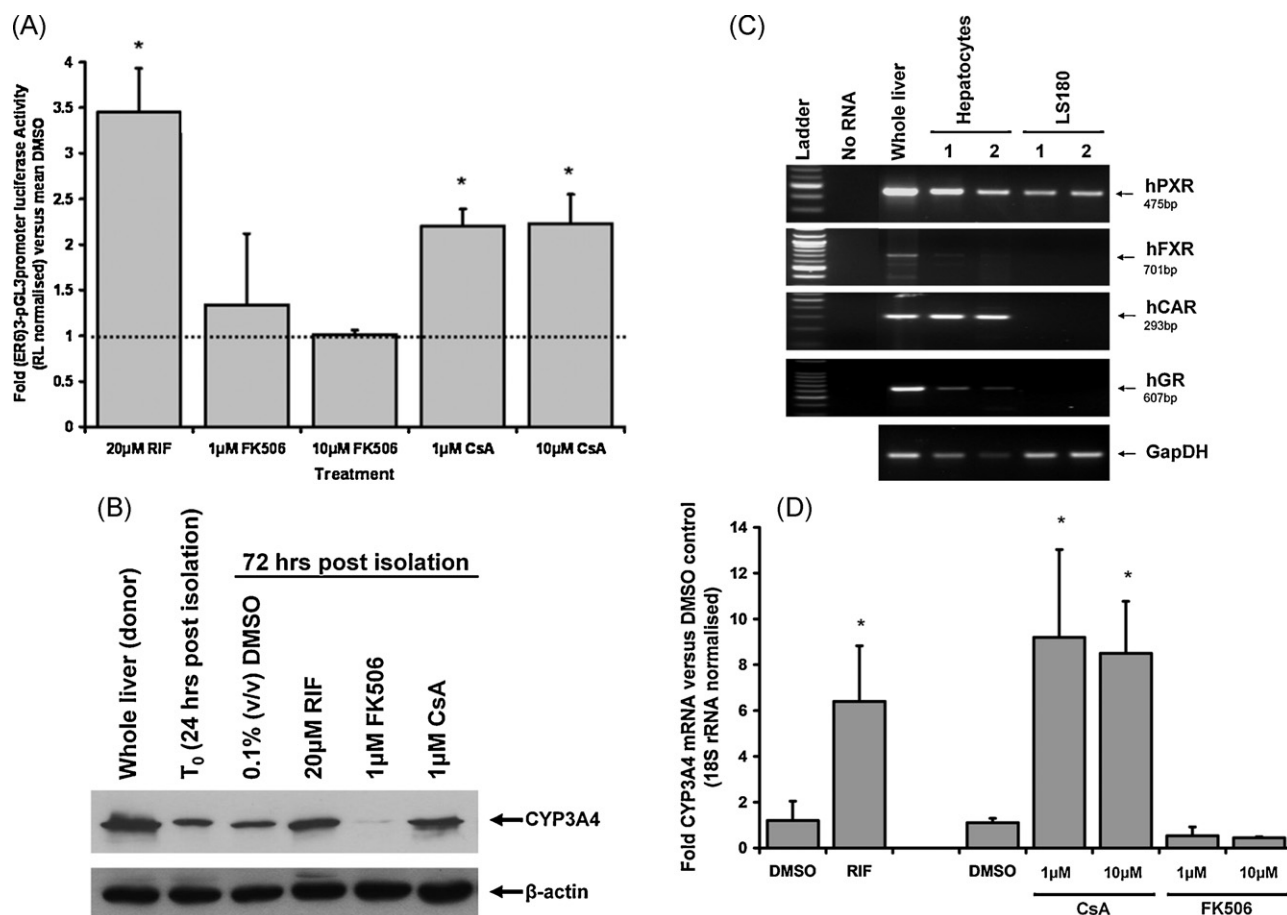 (A)
Fold (ER6)3-pGL3promoter luciferase Activity
(RL normalised) versus mean DMSO
4.5
4
3.5
3
2.5
2
1.5
1
0.5
0
*
*
*
20µM RIF
1µM FK506
10µM FK506
1µM CsA
10µM CsA
Treatment
(B)
Whole liver (donor)
T0 (24 hrs post isolation)
72 hrs post isolation
0.1% (v/v) DMSO
20µM RIF
1µM FK506
1µM CsA
CYP3A4
β-actin
(C)
Ladder
No RNA
Whole liver
Hepatocytes
LS180
1
2
1
2
hPXR
475bp
hFXR
701bp
hCAR
293bp
hGR
607bp
GapDH
(D)
Fold CYP3A4 mRNA versus DMSO control
(18S rRNA normalised)
14
12
10
8
6
4
2
0
*
*
*
DMSO
RIF
DMSO
1µM
10µM
1µM
10µM
CsA
FK506